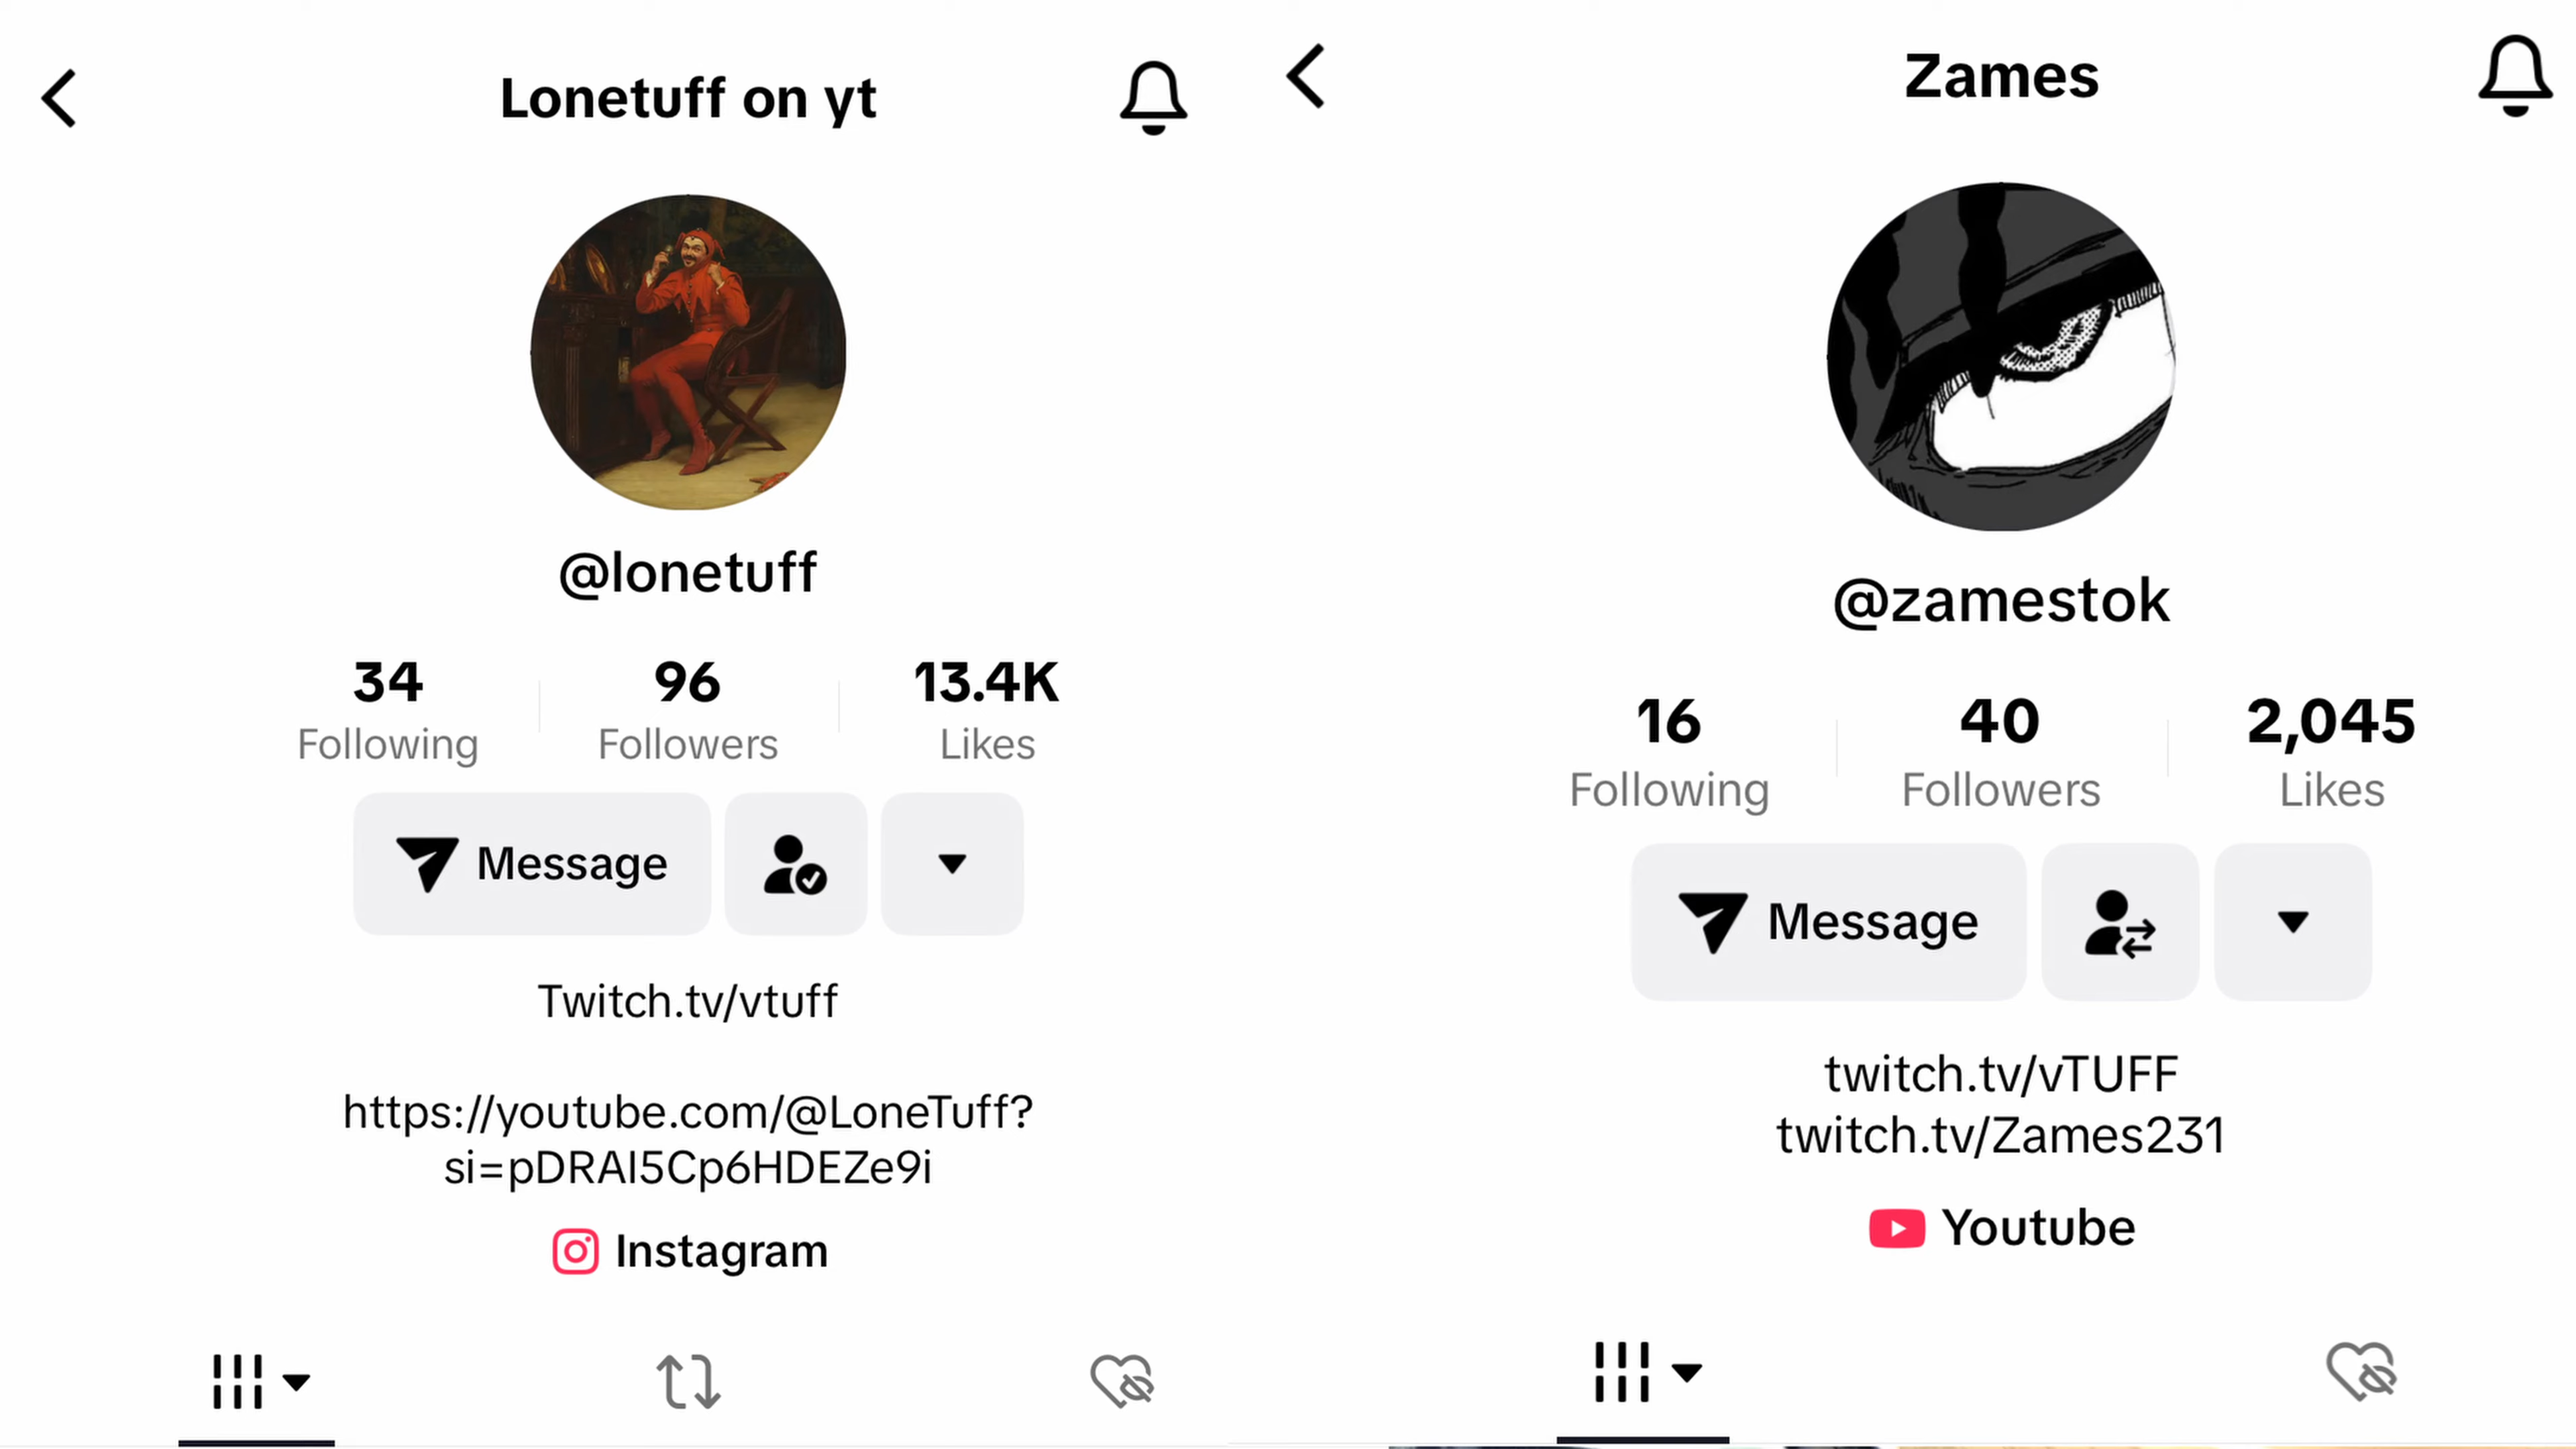 Lonetuff on yt
@lonetuff
34 96 13.4K
Following Followers Likes
Message
Twitch.tv/vtuff
https://youtube.com/@LoneTuff?
si=pDRAI5Cp6HDEZe9i
Instagram
Zames
@zamestok
16 40 2,045
Following Followers Likes
Message
twitch.tv/vTUFF
twitch.tv/Zames231
Youtube